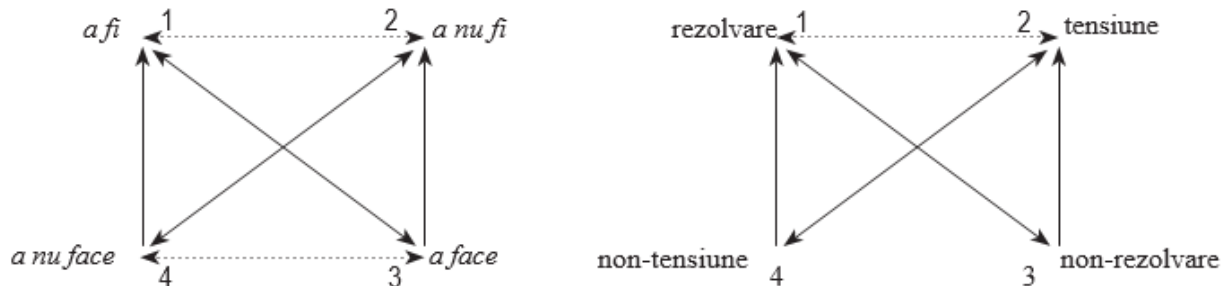 a fi 1 2 a nu fi
a nu face 4 3 a face
rezolvare 1 2 tensiune
non-tensiune 4 3 non-rezolvare